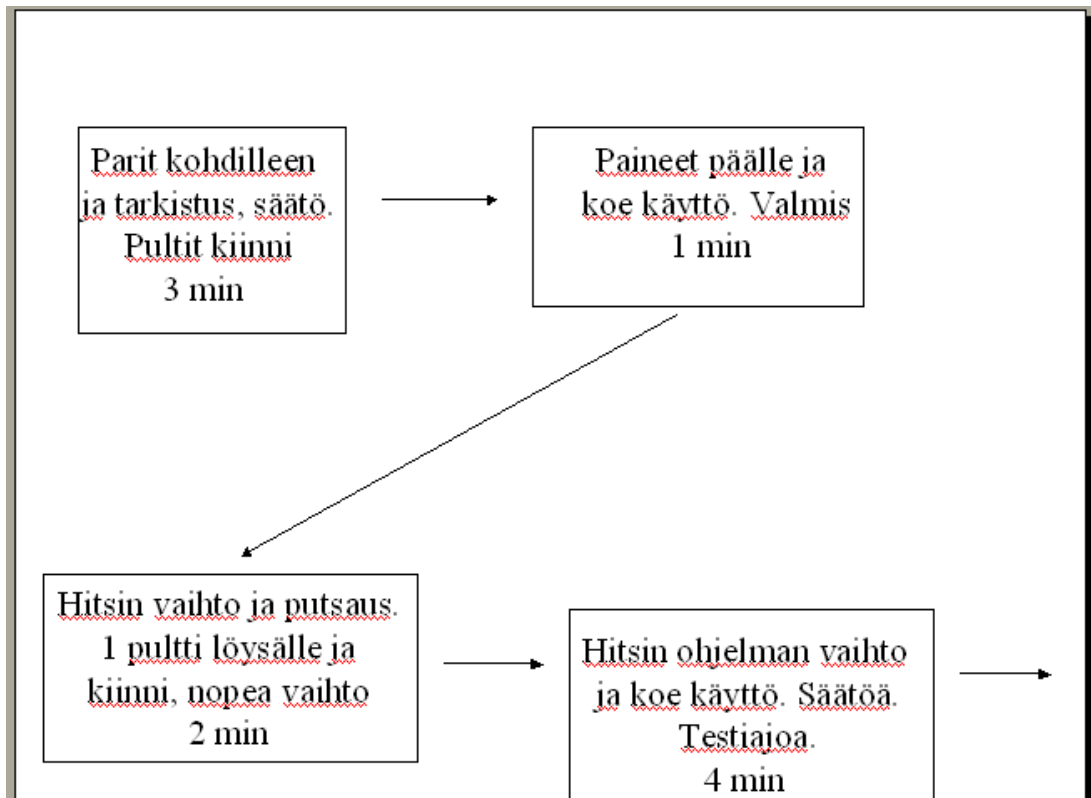 Parit kohdilleen
ja tarkistus, säätö.
Pultit kiinni
3 min
Paineet päälle ja
koe käyttö. Valmis
1 min
Hitsin vaihto ja putsaus.
1 pultti löysälle ja
kiinni, nopea vaihto
2 min
Hitsin ohjelman vaihto
ja koe käyttö. Säätöä.
Testiajoa.
4 min